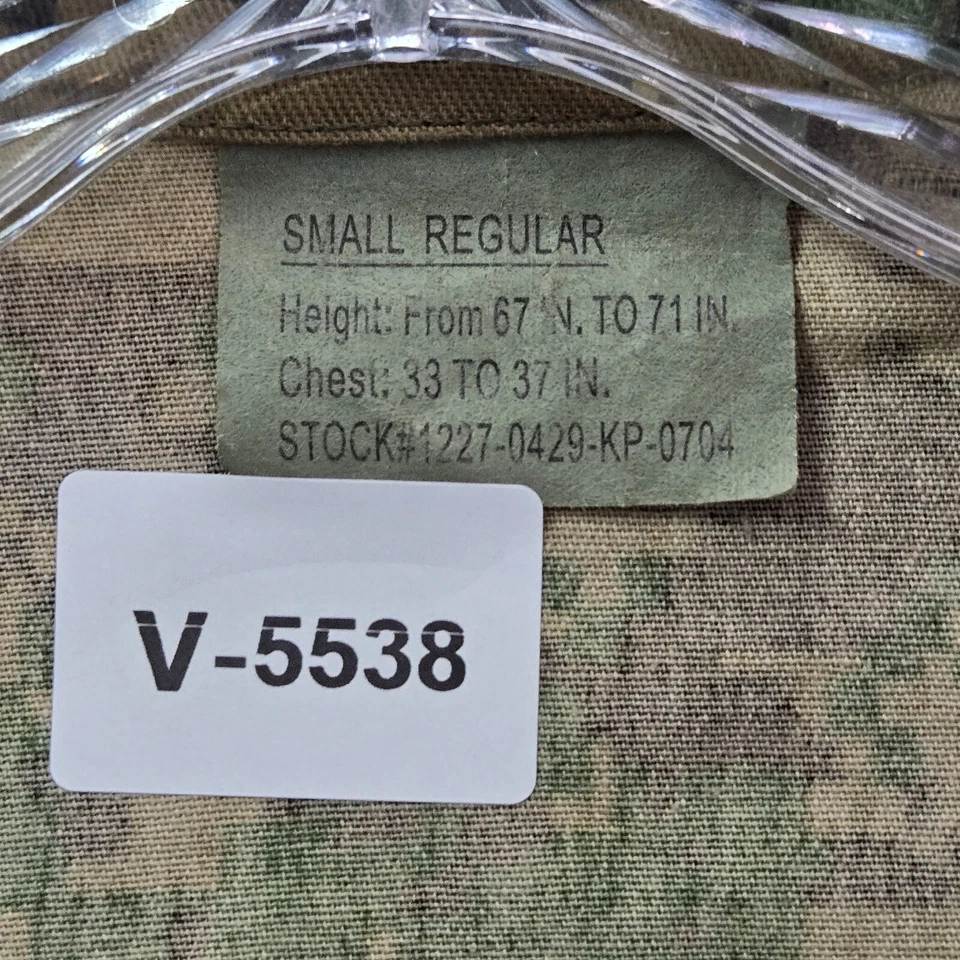 SMALL REGULAR
Height: From 67 IN. TO 71 IN.
Chest: 33 TO 37 IN.
STOCK#1227-0429-KP-0704
V-5538